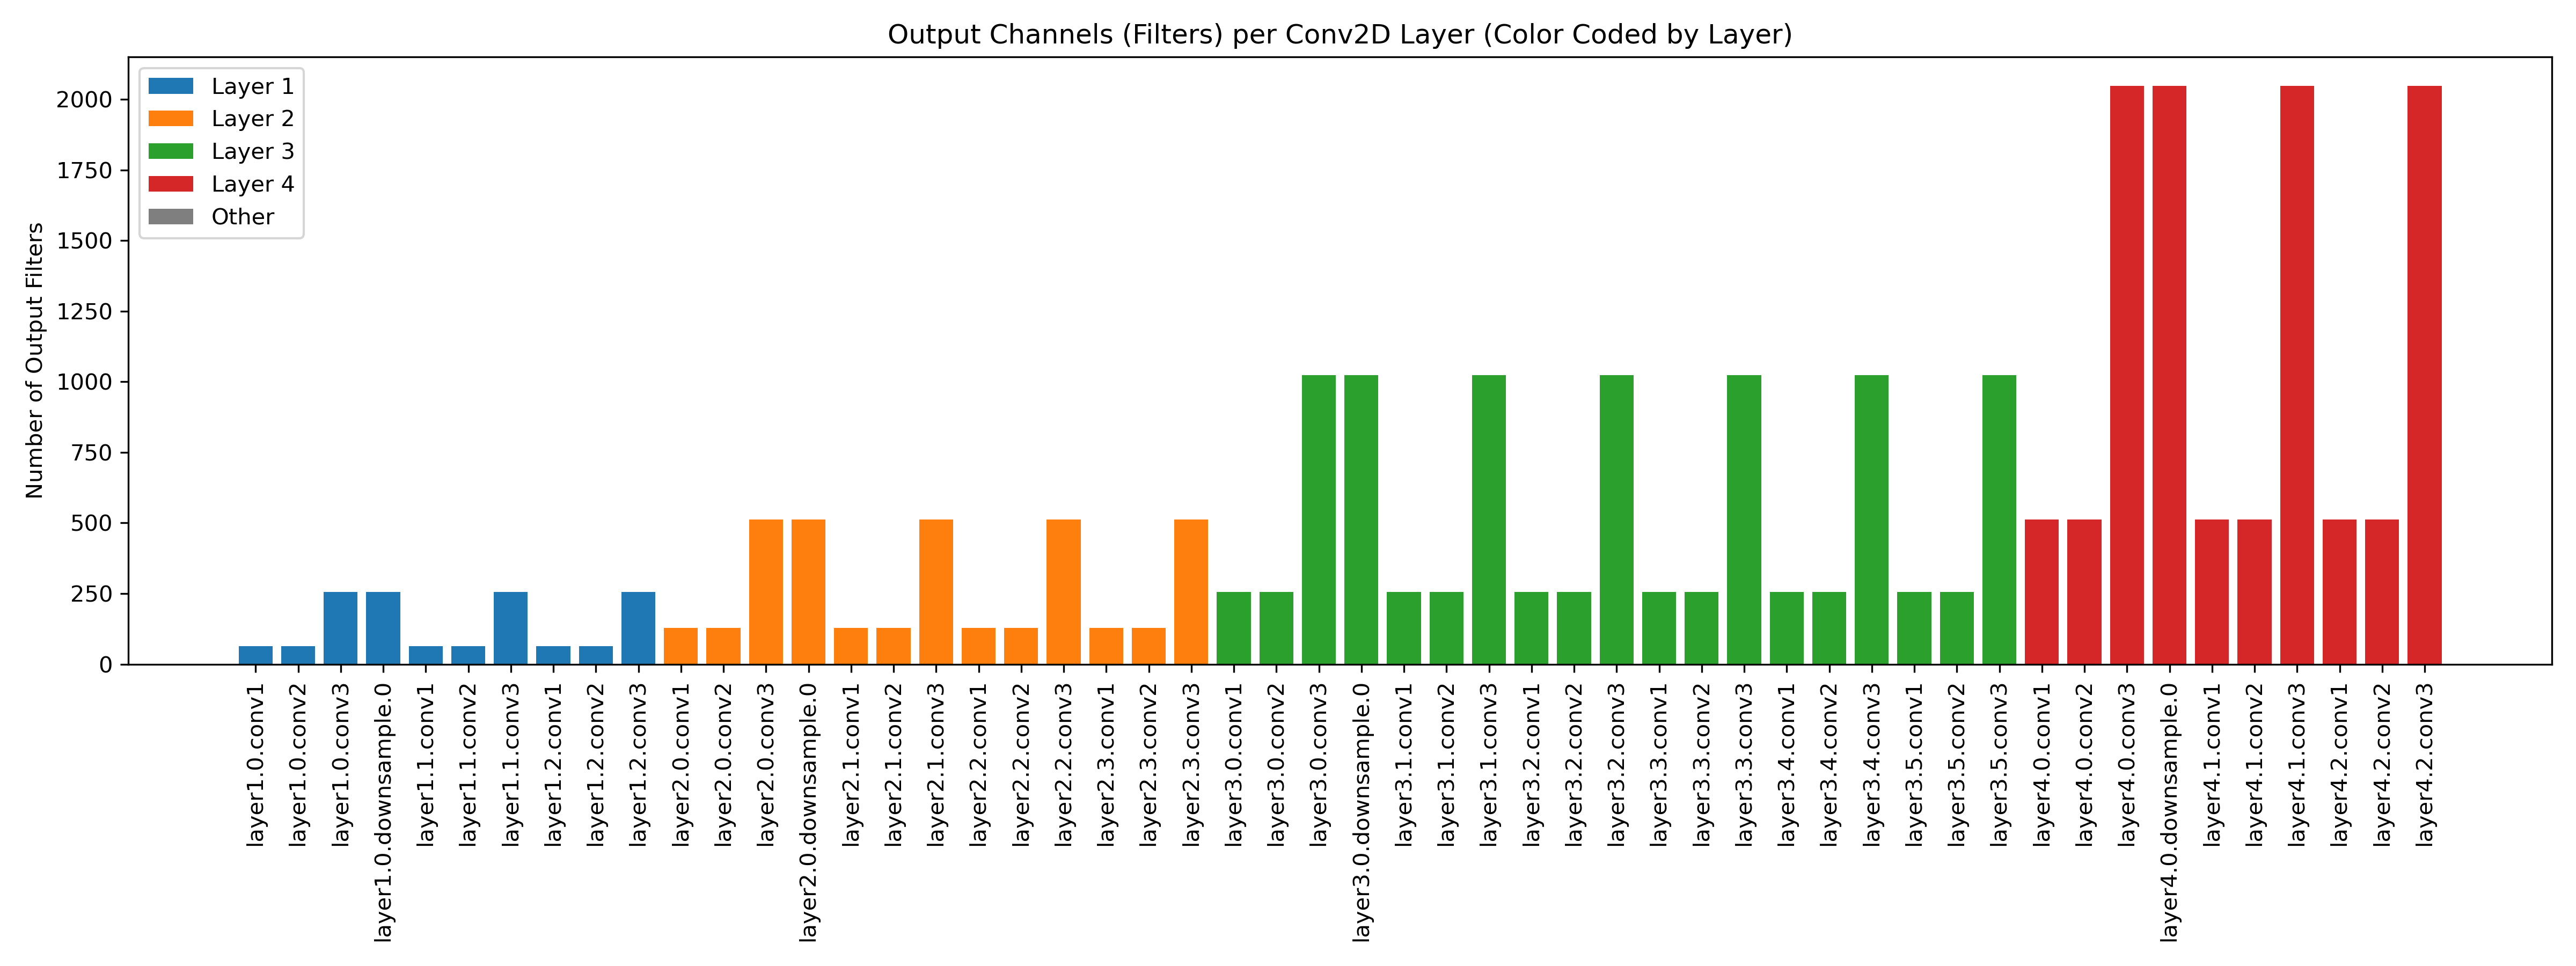 Output Channels (Filters) per Conv2D Layer (Color Coded by Layer)
Layer 1
Layer 2
Layer 3
Layer 4
Other
Number of Output Filters
2000
1750
1500
1250
1000
750
500
250
0
layer1.0.conv1
layer1.0.conv2
layer1.0.conv3
layer1.0.downsample.0
layer1.1.conv1
layer1.1.conv2
layer1.1.conv3
layer1.2.conv1
layer1.2.conv2
layer1.2.conv3
layer2.0.conv1
layer2.0.conv2
layer2.0.conv3
layer2.0.downsample.0
layer2.1.conv1
layer2.1.conv2
layer2.1.conv3
layer2.2.conv1
layer2.2.conv2
layer2.2.conv3
layer2.3.conv1
layer2.3.conv2
layer2.3.conv3
layer3.0.conv1
layer3.0.conv2
layer3.0.conv3
layer3.0.downsample.0
layer3.1.conv1
layer3.1.conv2
layer3.1.conv3
layer3.2.conv1
layer3.2.conv2
layer3.2.conv3
layer3.3.conv1
layer3.3.conv2
layer3.3.conv3
layer3.4.conv1
layer3.4.conv2
layer3.4.conv3
layer3.5.conv1
layer3.5.conv2
layer3.5.conv3
layer4.0.conv1
layer4.0.conv2
layer4.0.conv3
layer4.0.downsample.0
layer4.1.conv1
layer4.1.conv2
layer4.1.conv3
layer4.2.conv1
layer4.2.conv2
layer4.2.conv3